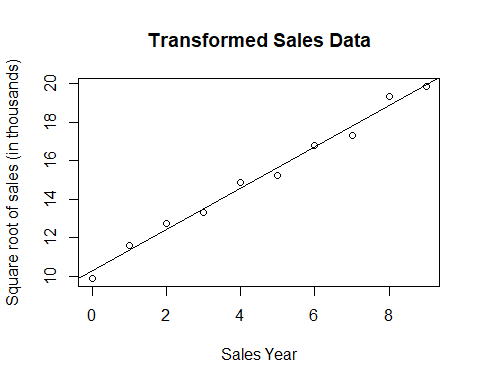 Transformed Sales Data
Square root of sales (in thousands)
20
18
16
14
12
10
0 2 4 6 8
Sales Year